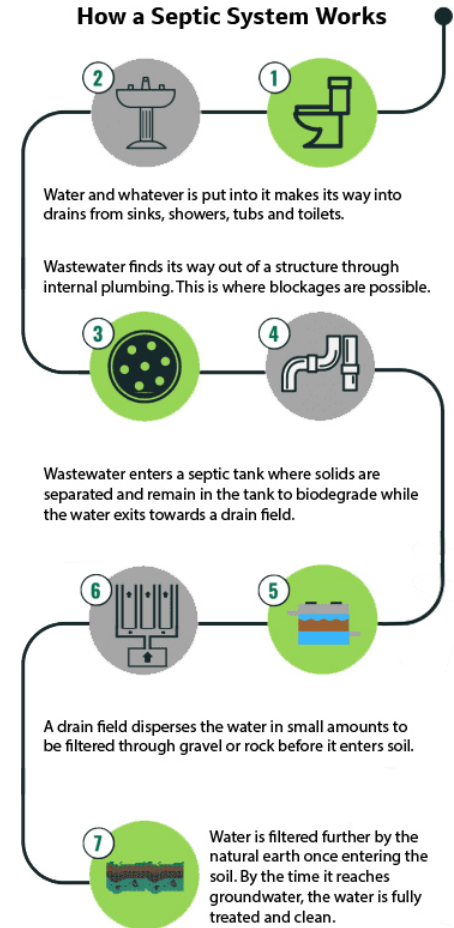 How a Septic System Works
2
1
Water and whatever is put into it makes its way into
drains from sinks, showers, tubs and toilets.
Wastewater finds its way out of a structure through
internal plumbing. This is where blockages are possible.
3
4
Wastewater enters a septic tank where solids are
separated and remain in the tank to biodegrade while
the water exits towards a drain field.
6
5
A drain field disperses the water in small amounts to
be filtered through gravel or rock before it enters soil.
7
Water is filtered further by the
natural earth once entering the
soil. By the time it reaches
groundwater, the water is fully
treated and clean.